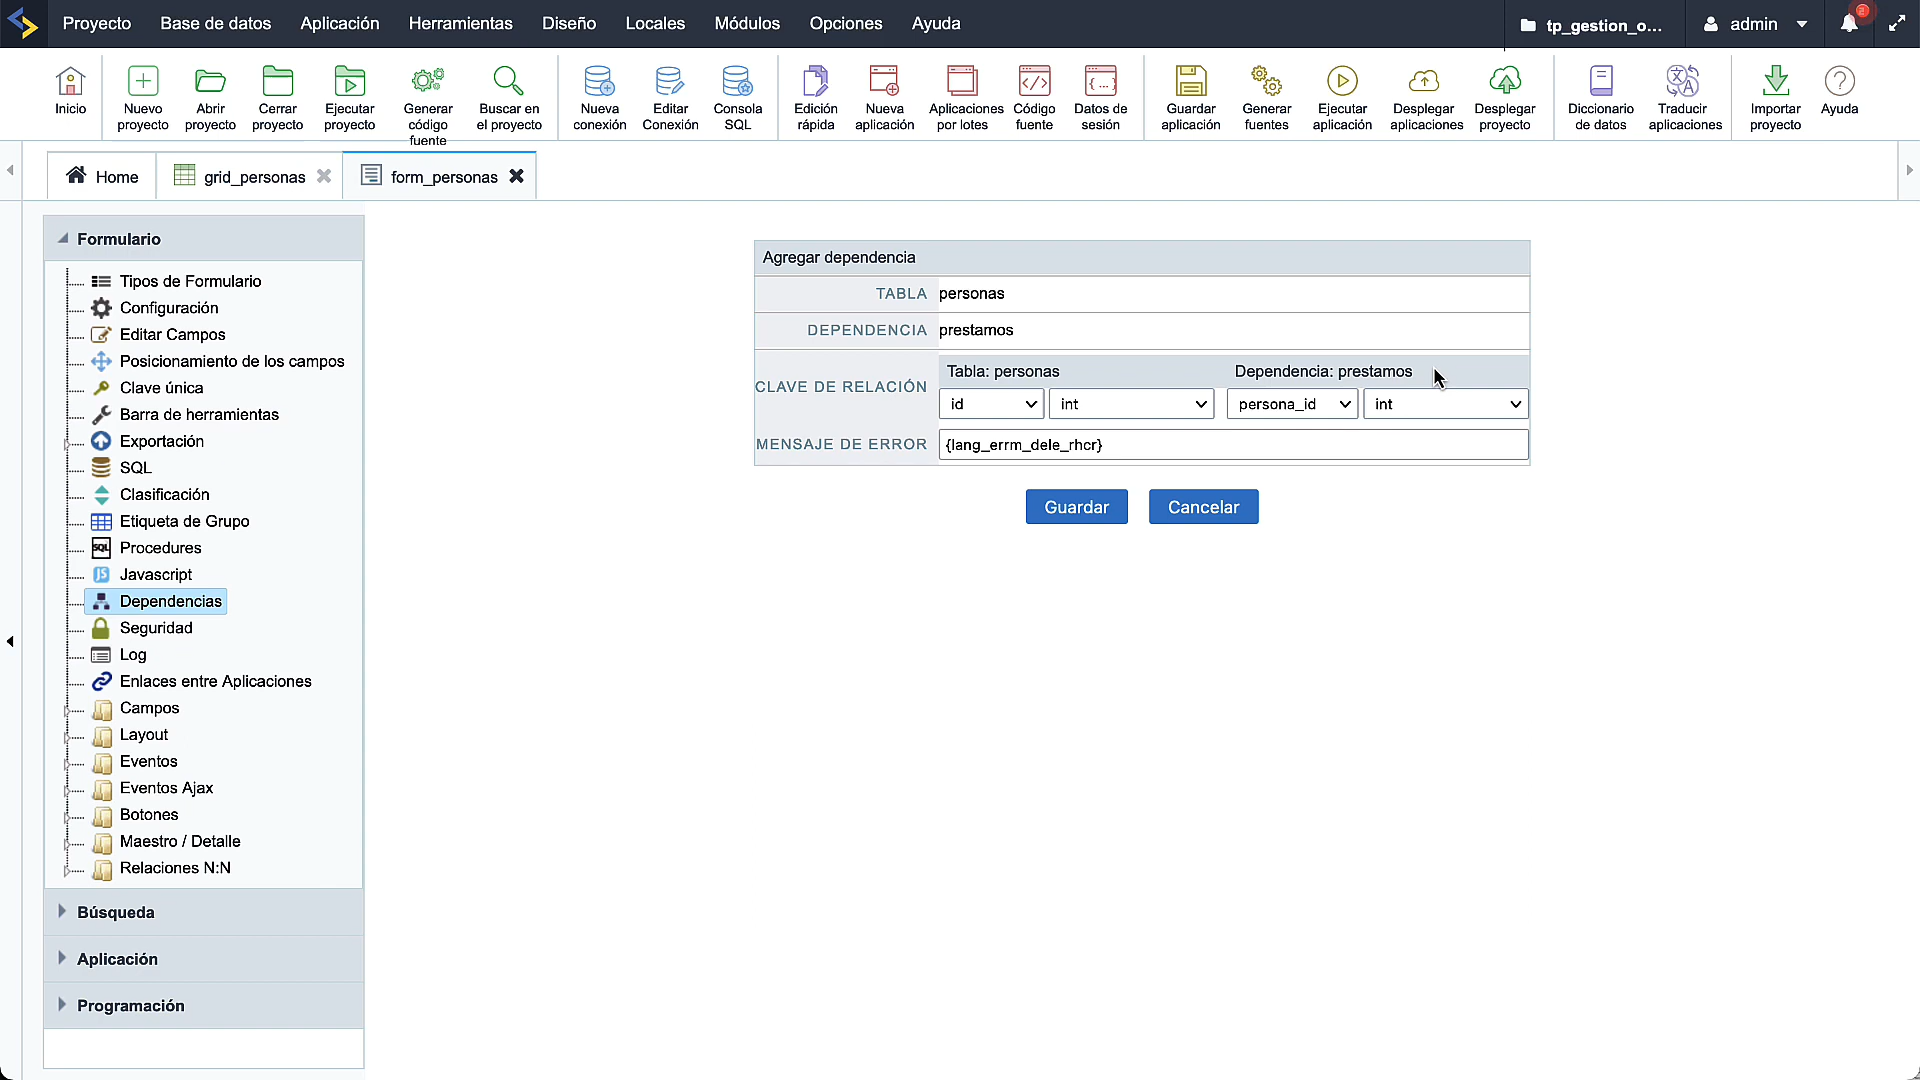 Proyecto Base de datos Aplicación Herramientas Diseño Locales Módulos Opciones Ayuda tp_gestion_o... admin
Inicio
Nuevo proyecto
Abrir proyecto
Cerrar proyecto
Ejecutar proyecto
Generar código fuente
Buscar en el proyecto
Nueva conexión
Editar Conexión
Consola SQL
Edición rápida
Nueva aplicación
Aplicaciones por lotes
Código fuente
Datos de sesión
Guardar aplicación
Generar fuentes
Ejecutar aplicación
Desplegar aplicaciones
Desplegar proyecto
Diccionario de datos
Traducir aplicaciones
Importar proyecto
Ayuda
Home grid_personas form_personas
Formulario
Tipos de Formulario
Configuración
Editar Campos
Posicionamiento de los campos
Clave única
Barra de herramientas
Exportación
SQL
Clasificación
Etiqueta de Grupo
SQL Procedures
JS Javascript
Dependencias
Seguridad
Log
Enlaces entre Aplicaciones
Campos
Layout
Eventos
Eventos Ajax
Botones
Maestro / Detalle
Relaciones N:N
Búsqueda
Aplicación
Programación
Agregar dependencia
TABLA personas
DEPENDENCIA prestamos
CLAVE DE RELACIÓN
Tabla: personas Dependencia: prestamos
id int persona_id int
MENSAJE DE ERROR {lang_errm_dele_rhcr}
Guardar Cancelar